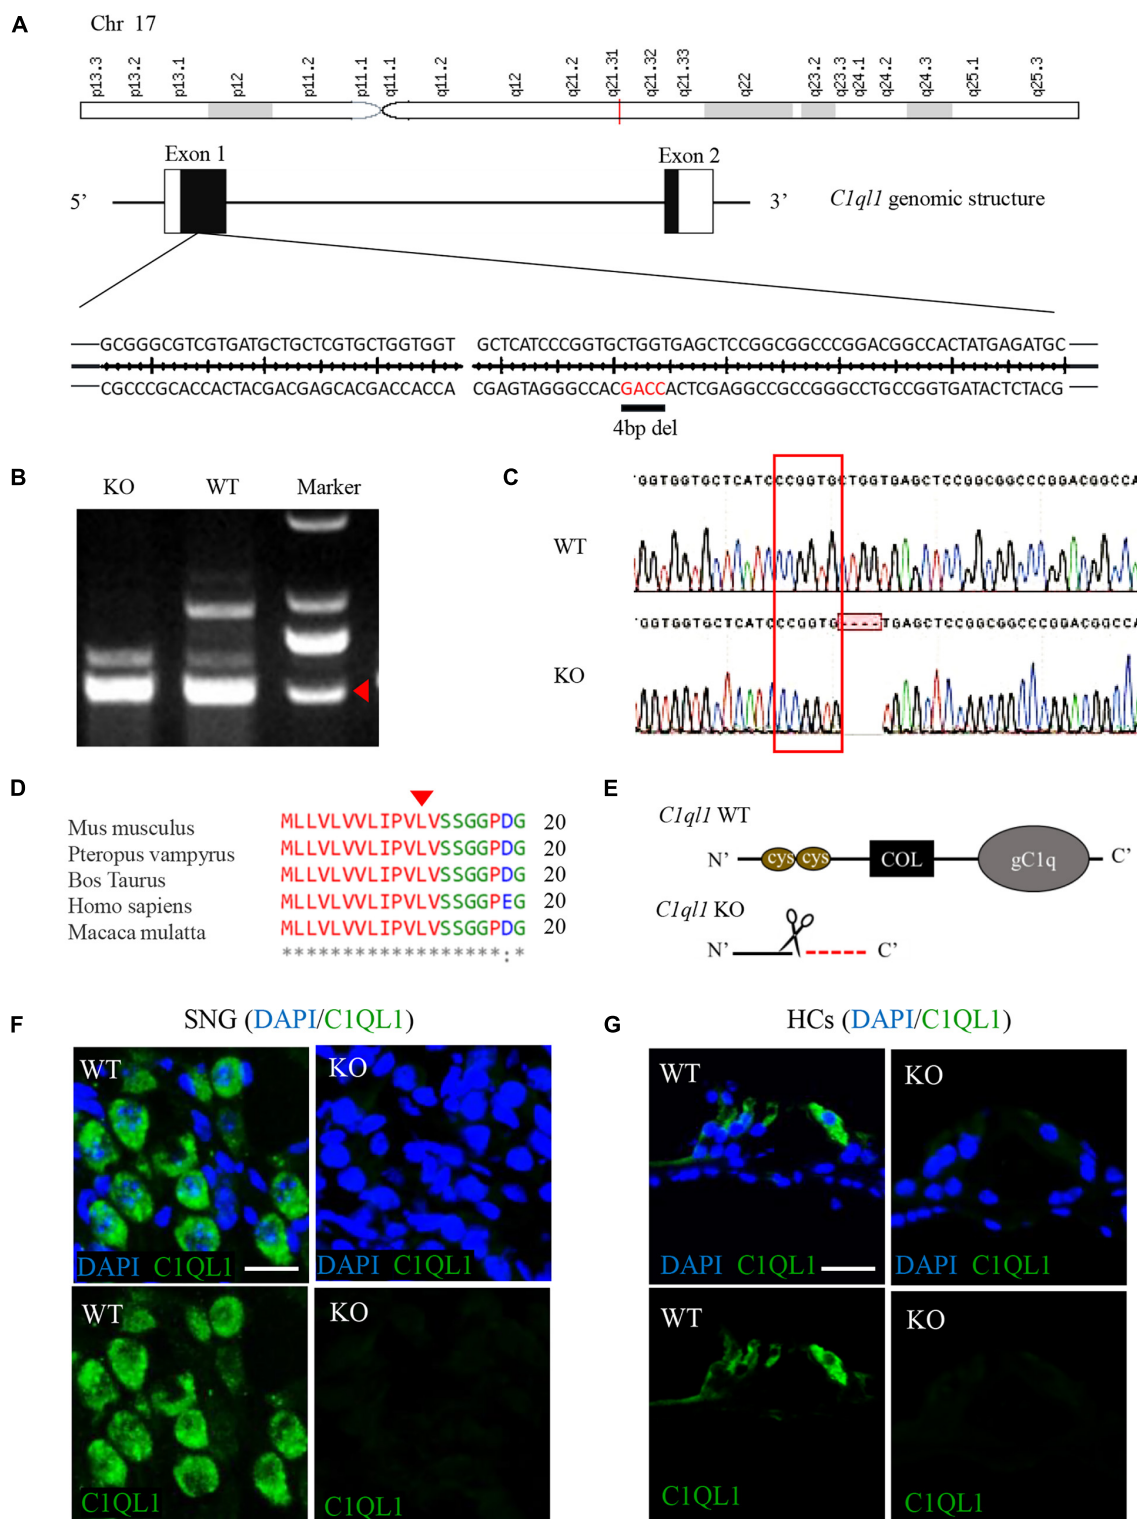 A
Chr 17
p13.3 p13.2 p13.1 p12 p11.2 p11.1 q11.1 q11.2 q12 q21.2 q21.31 q21.32 q21.33 q22 q23.2 q23.3 q24.1 q24.2 q24.3 q25.1 q25.3
Exon 1 Exon 2
5’ 3’ C1ql1 genomic structure
GCGGGCGTCGTGATGCTGCTCGTGCTGGTGGT GCTCATCCCGGTGCTGGTGAGCTCCGGCGGCCCGGACGGCCACTATGAGATGC
CGCCCGCACCACTACGACGAGCACGACCACCA CGAGTAGGGCCACGACCACTCGAGGCCGCCGGGCCTGCCGGTGATACTCTACG
4bp del
B
KO WT Marker
C
GGTGGTGCTCATCCCGGTGCTGGTGAGCTCCGGCGGCCCGGACGGCCA
WT
GGTGGTGCTCATCCCGGTG----TGAGCTCCGGCGGCCCGGACGGCCA
KO
D
Mus musculus MLLVLVVLIPVLVSSGGPDG 20
Pteropus vampyrus MLLVLVVLIPVLVSSGGPDG 20
Bos Taurus MLLVLVVLIPVLVSSGGPDG 20
Homo sapiens MLLVLVVLIPVLVSSGGPEG 20
Macaca mulatta MLLVLVVLIPVLVSSGGPDG 20
******************:*
E
C1ql1 WT
N’ cys cys COL gC1q C’
C1ql1 KO
N’ C’
F
SNG (DAPI/C1QL1)
WT KO
DAPI C1QL1 DAPI C1QL1
WT KO
C1QL1 C1QL1
G
HCs (DAPI/C1QL1)
WT KO
DAPI C1QL1 DAPI C1QL1
WT KO
C1QL1 C1QL1